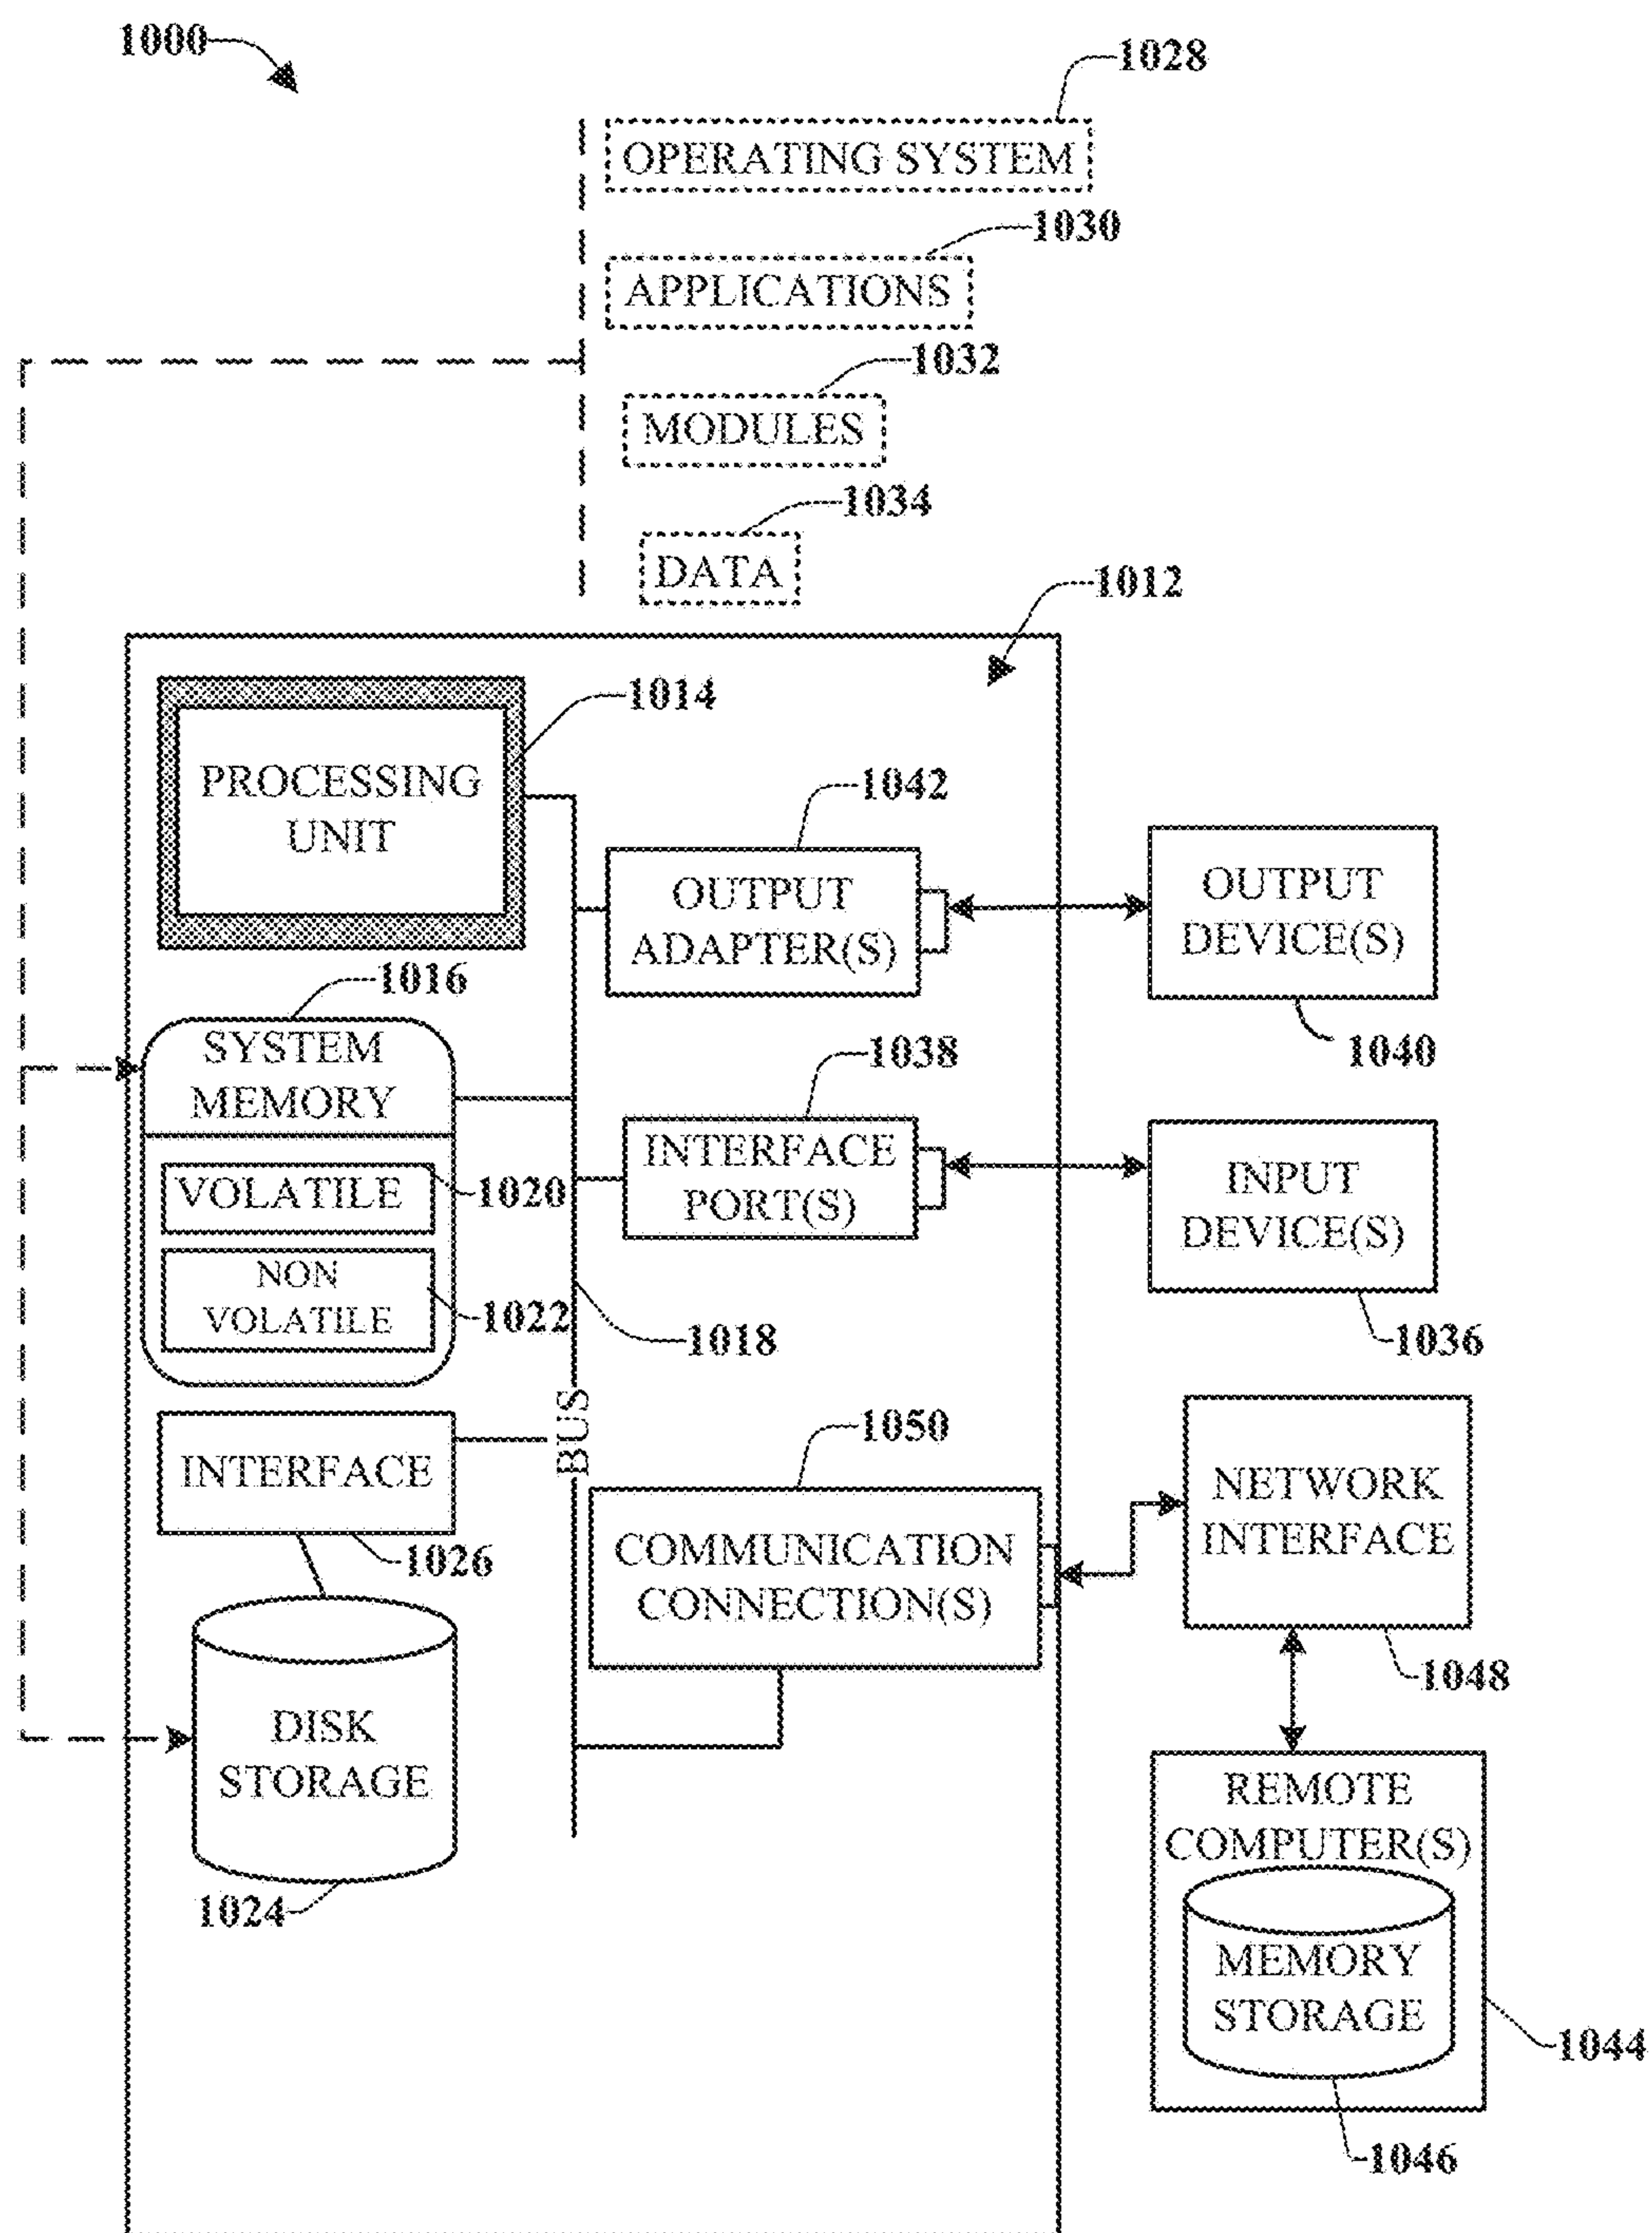 1000
1028
OPERATING SYSTEM
1030
APPLICATIONS
1032
MODULES
1034
DATA
1012
1014
PROCESSING
UNIT
1042
OUTPUT
ADAPTER(S)
OUTPUT
DEVICE(S)
1040
1016
SYSTEM
MEMORY
1038
INTERFACE
PORT(S)
INPUT
DEVICE(S)
1036
VOLATILE
1020
NON
VOLATILE
1022
1018
BUS
INTERFACE
1026
1050
COMMUNICATION
CONNECTION(S)
NETWORK
INTERFACE
1048
DISK
STORAGE
1024
REMOTE
COMPUTER(S)
MEMORY
STORAGE
1044
1046